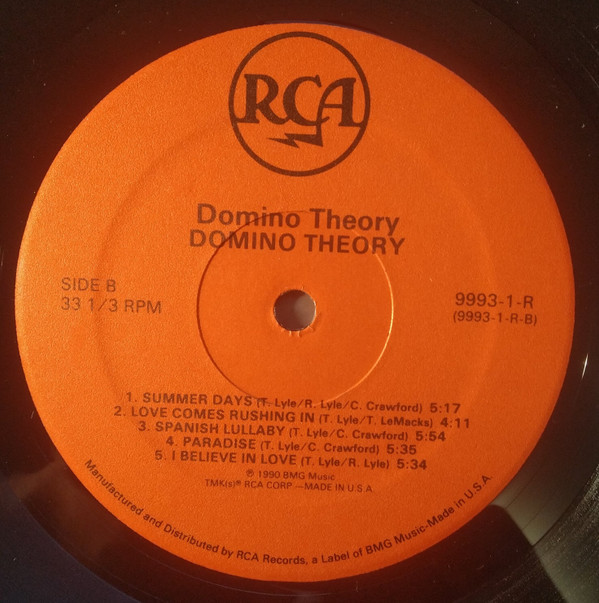 RCA
Domino Theory
DOMINO THEORY
SIDE B
33 1/3 RPM
9993-1-R
(9993-1-R-B)
1. SUMMER DAYS (T. Lyle/R. Lyle/C. Crawford) 5:17
2. LOVE COMES RUSHING IN (T. Lyle/T. LeMacks) 4:11
3. SPANISH LULLABY (T. Lyle/C. Crawford) 5:54
4. PARADISE (T. Lyle/C. Crawford) 5:35
5. I BELIEVE IN LOVE (T. Lyle/R. Lyle) 5:34
℗ 1990 BMG Music
TMK(s)® RCA CORP.—MADE IN U.S.A.
Manufactured and Distributed by RCA Records, a Label of BMG Music-Made in U.S.A.